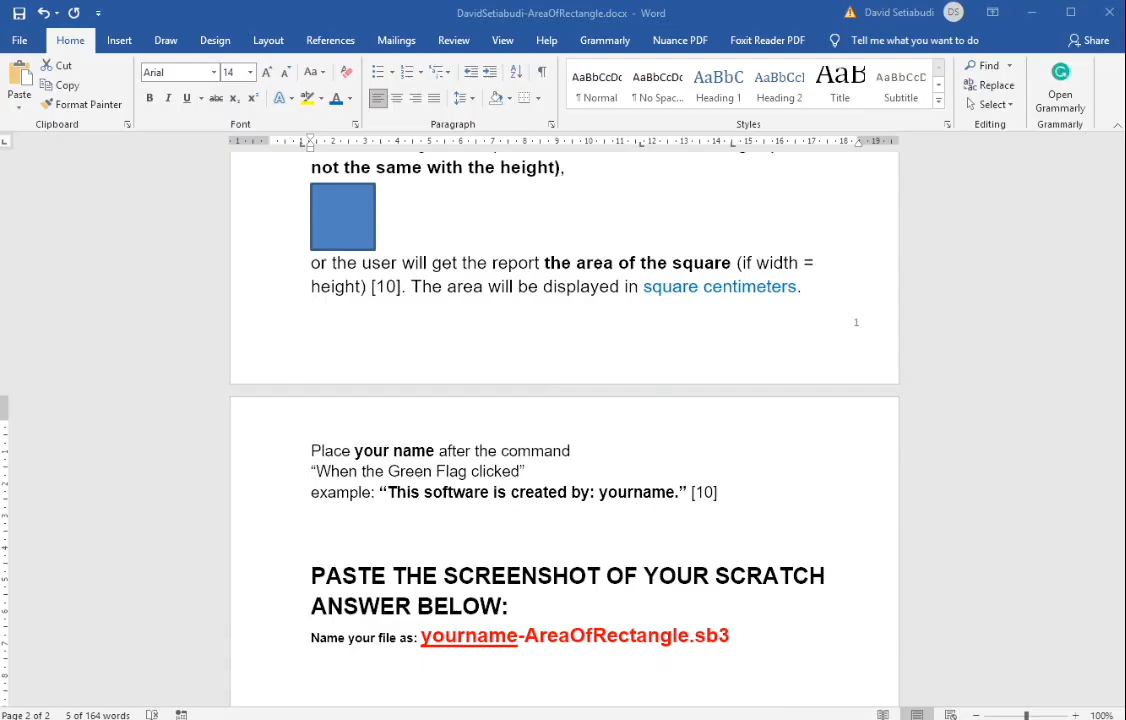 DavidSetiabudi-AreaOfRectangle.docx - Word
David Setiabudi
DS
File
Home
Insert
Draw
Design
Layout
References
Mailings
Review
View
Help
Grammarly
Nuance PDF
Foxit Reader PDF
Tell me what you want to do
Share
Paste
Cut
Copy
Format Painter
Clipboard
Arial
14
Font
Paragraph
AaBbCcDc
¶ Normal
AaBbCcDc
¶ No Spac...
AaBbC
Heading 1
AaBbCcI
Heading 2
AaB
Title
AaBbCcC
Subtitle
Styles
Find
Replace
Select
Editing
Open
Grammarly
Grammarly
not the same with the height),
or the user will get the report the area of the square (if width =
height) [10]. The area will be displayed in square centimeters.
1
Place your name after the command
“When the Green Flag clicked”
example: “This software is created by: yourname.” [10]
PASTE THE SCREENSHOT OF YOUR SCRATCH
ANSWER BELOW:
Name your file as: yourname-AreaOfRectangle.sb3
Page 2 of 2
5 of 164 words
100%